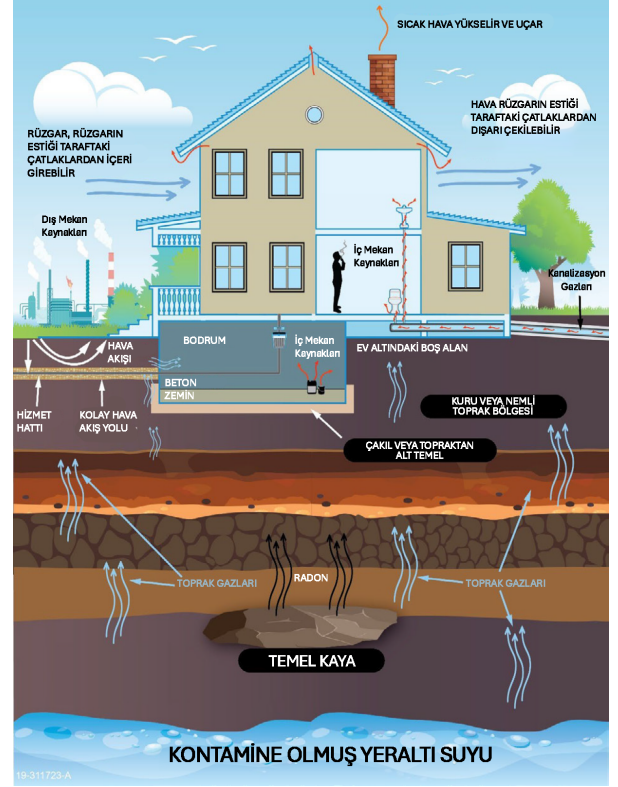 SICAK HAVA YÜKSELİR VE UÇAR
HAVA RÜZGARIN ESTİĞİ
TARAFTAKİ ÇATLAKLARDAN
DIŞARI ÇEKİLEBİLİR
RÜZGAR, RÜZGARIN
ESTİĞİ TARAFTAKİ
ÇATLAKLARDAN İÇERİ
GİREBİLİR
Dış Mekan
Kaynakları
İç Mekan
Kaynakları
Kanalizasyon
Gazları
HAVA
AKIŞI
BODRUM
İç Mekan
Kaynakları
EV ALTINDAKİ BOŞ ALAN
BETON
ZEMİN
HİZMET
HATTI
KOLAY HAVA
AKIŞ YOLU
KURU VEYA NEMLİ
TOPRAK BÖLGESİ
ÇAKIL VEYA TOPRAKTAN
ALT TEMEL
TOPRAK GAZLARI
RADON
TOPRAK GAZLARI
TEMEL KAYA
KONTAMİNE OLMUŞ YERALTI SUYU
19-311723-A